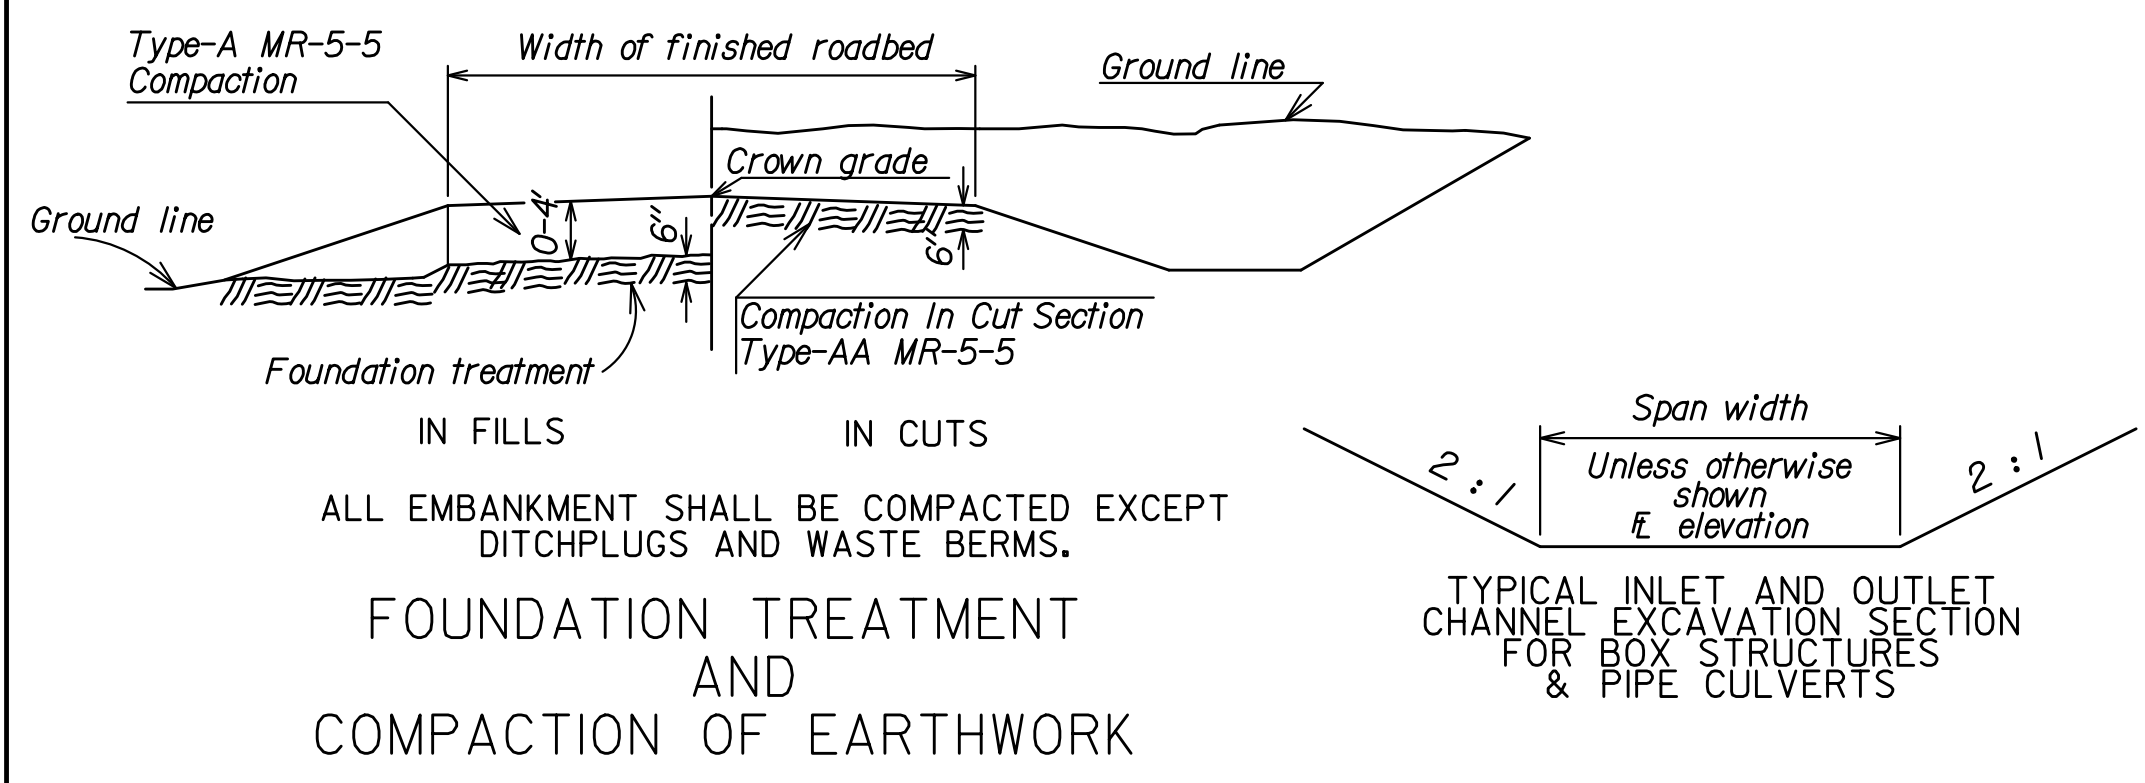 Type-A MR-5-5
Compaction
Width of finished roadbed
Ground line
Crown grade
Ground line
0-4'
6"
6"
Compaction In Cut Section
Type-AA MR-5-5
Foundation treatment
IN FILLS
IN CUTS
ALL EMBANKMENT SHALL BE COMPACTED EXCEPT
DITCHPLUGS AND WASTE BERMS.
FOUNDATION TREATMENT
AND
COMPACTION OF EARTHWORK
Span width
2:1
Unless otherwise
shown
FL elevation
2:1
TYPICAL INLET AND OUTLET
CHANNEL EXCAVATION SECTION
FOR BOX STRUCTURES
& PIPE CULVERTS